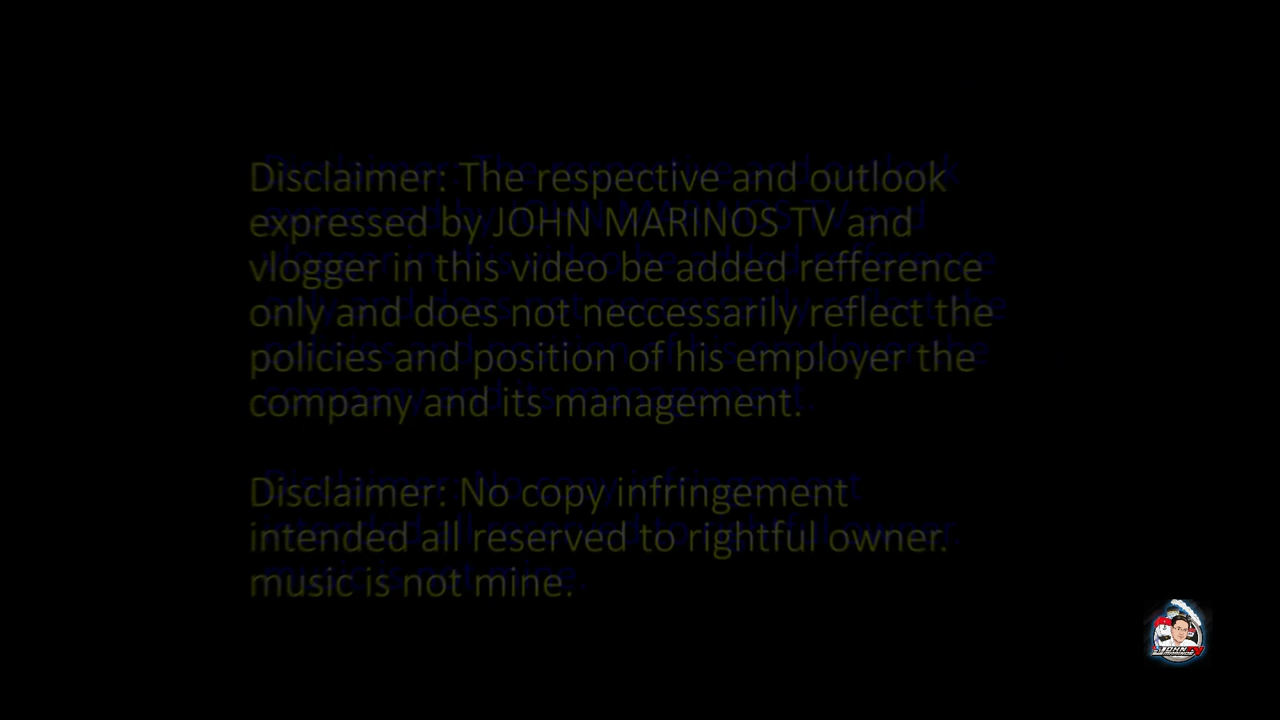 Disclaimer: The respective and outlook
expressed by JOHN MARINOS TV and
vlogger in this video be added refference
only and does not neccessarily reflect the
policies and position of his employer the
company and its management.
Disclaimer: No copy infringement
intended all reserved to rightful owner.
music is not mine.
JOHN TV